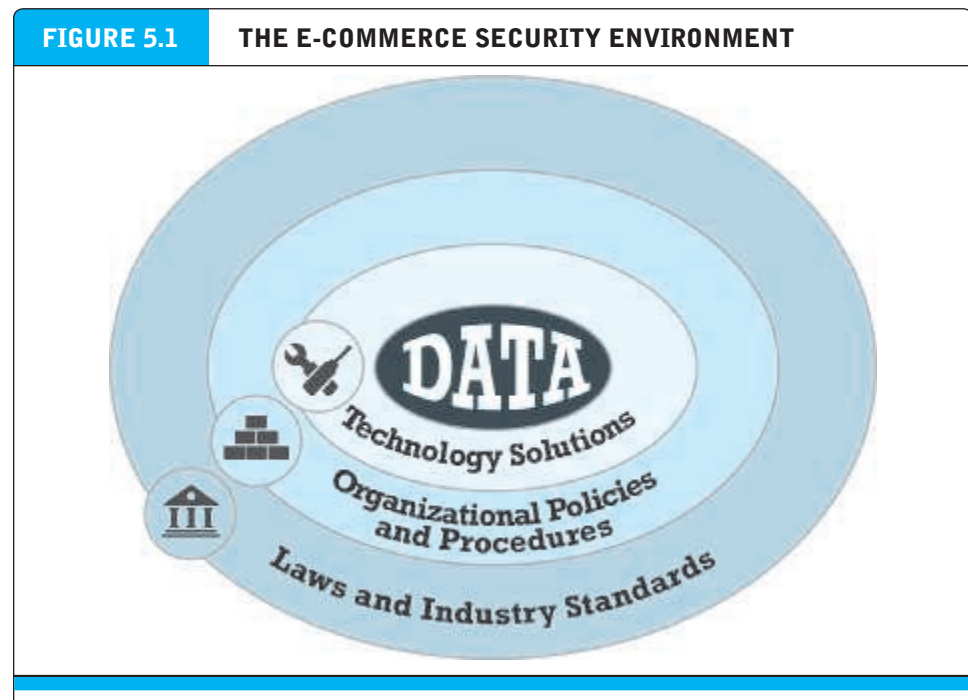 FIGURE 5.1 THE E-COMMERCE SECURITY ENVIRONMENT
DATA
Technology Solutions
Organizational Policies
and Procedures
Laws and Industry Standards